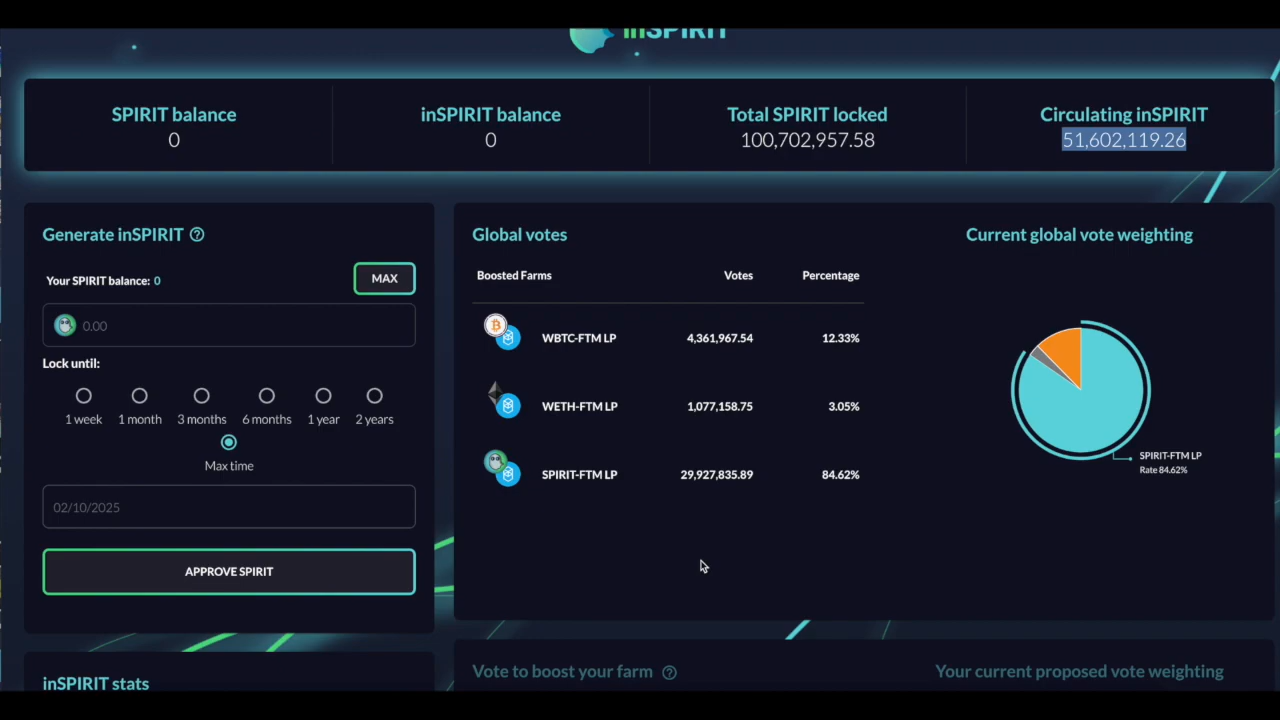 inSPIRIT
SPIRIT balance
0
inSPIRIT balance
0
Total SPIRIT locked
100,702,957.58
Circulating inSPIRIT
51,602,119.26
Generate inSPIRIT
Your SPIRIT balance: 0
MAX
0.00
Lock until:
1 week
1 month
3 months
6 months
1 year
2 years
Max time
02/10/2025
APPROVE SPIRIT
inSPIRIT stats
Global votes
Boosted Farms Votes Percentage
WBTC-FTM LP 4,361,967.54 12.33%
WETH-FTM LP 1,077,158.75 3.05%
SPIRIT-FTM LP 29,927,835.89 84.62%
Current global vote weighting
SPIRIT-FTM LP
Rate 84.62%
Vote to boost your farm
Your current proposed vote weighting